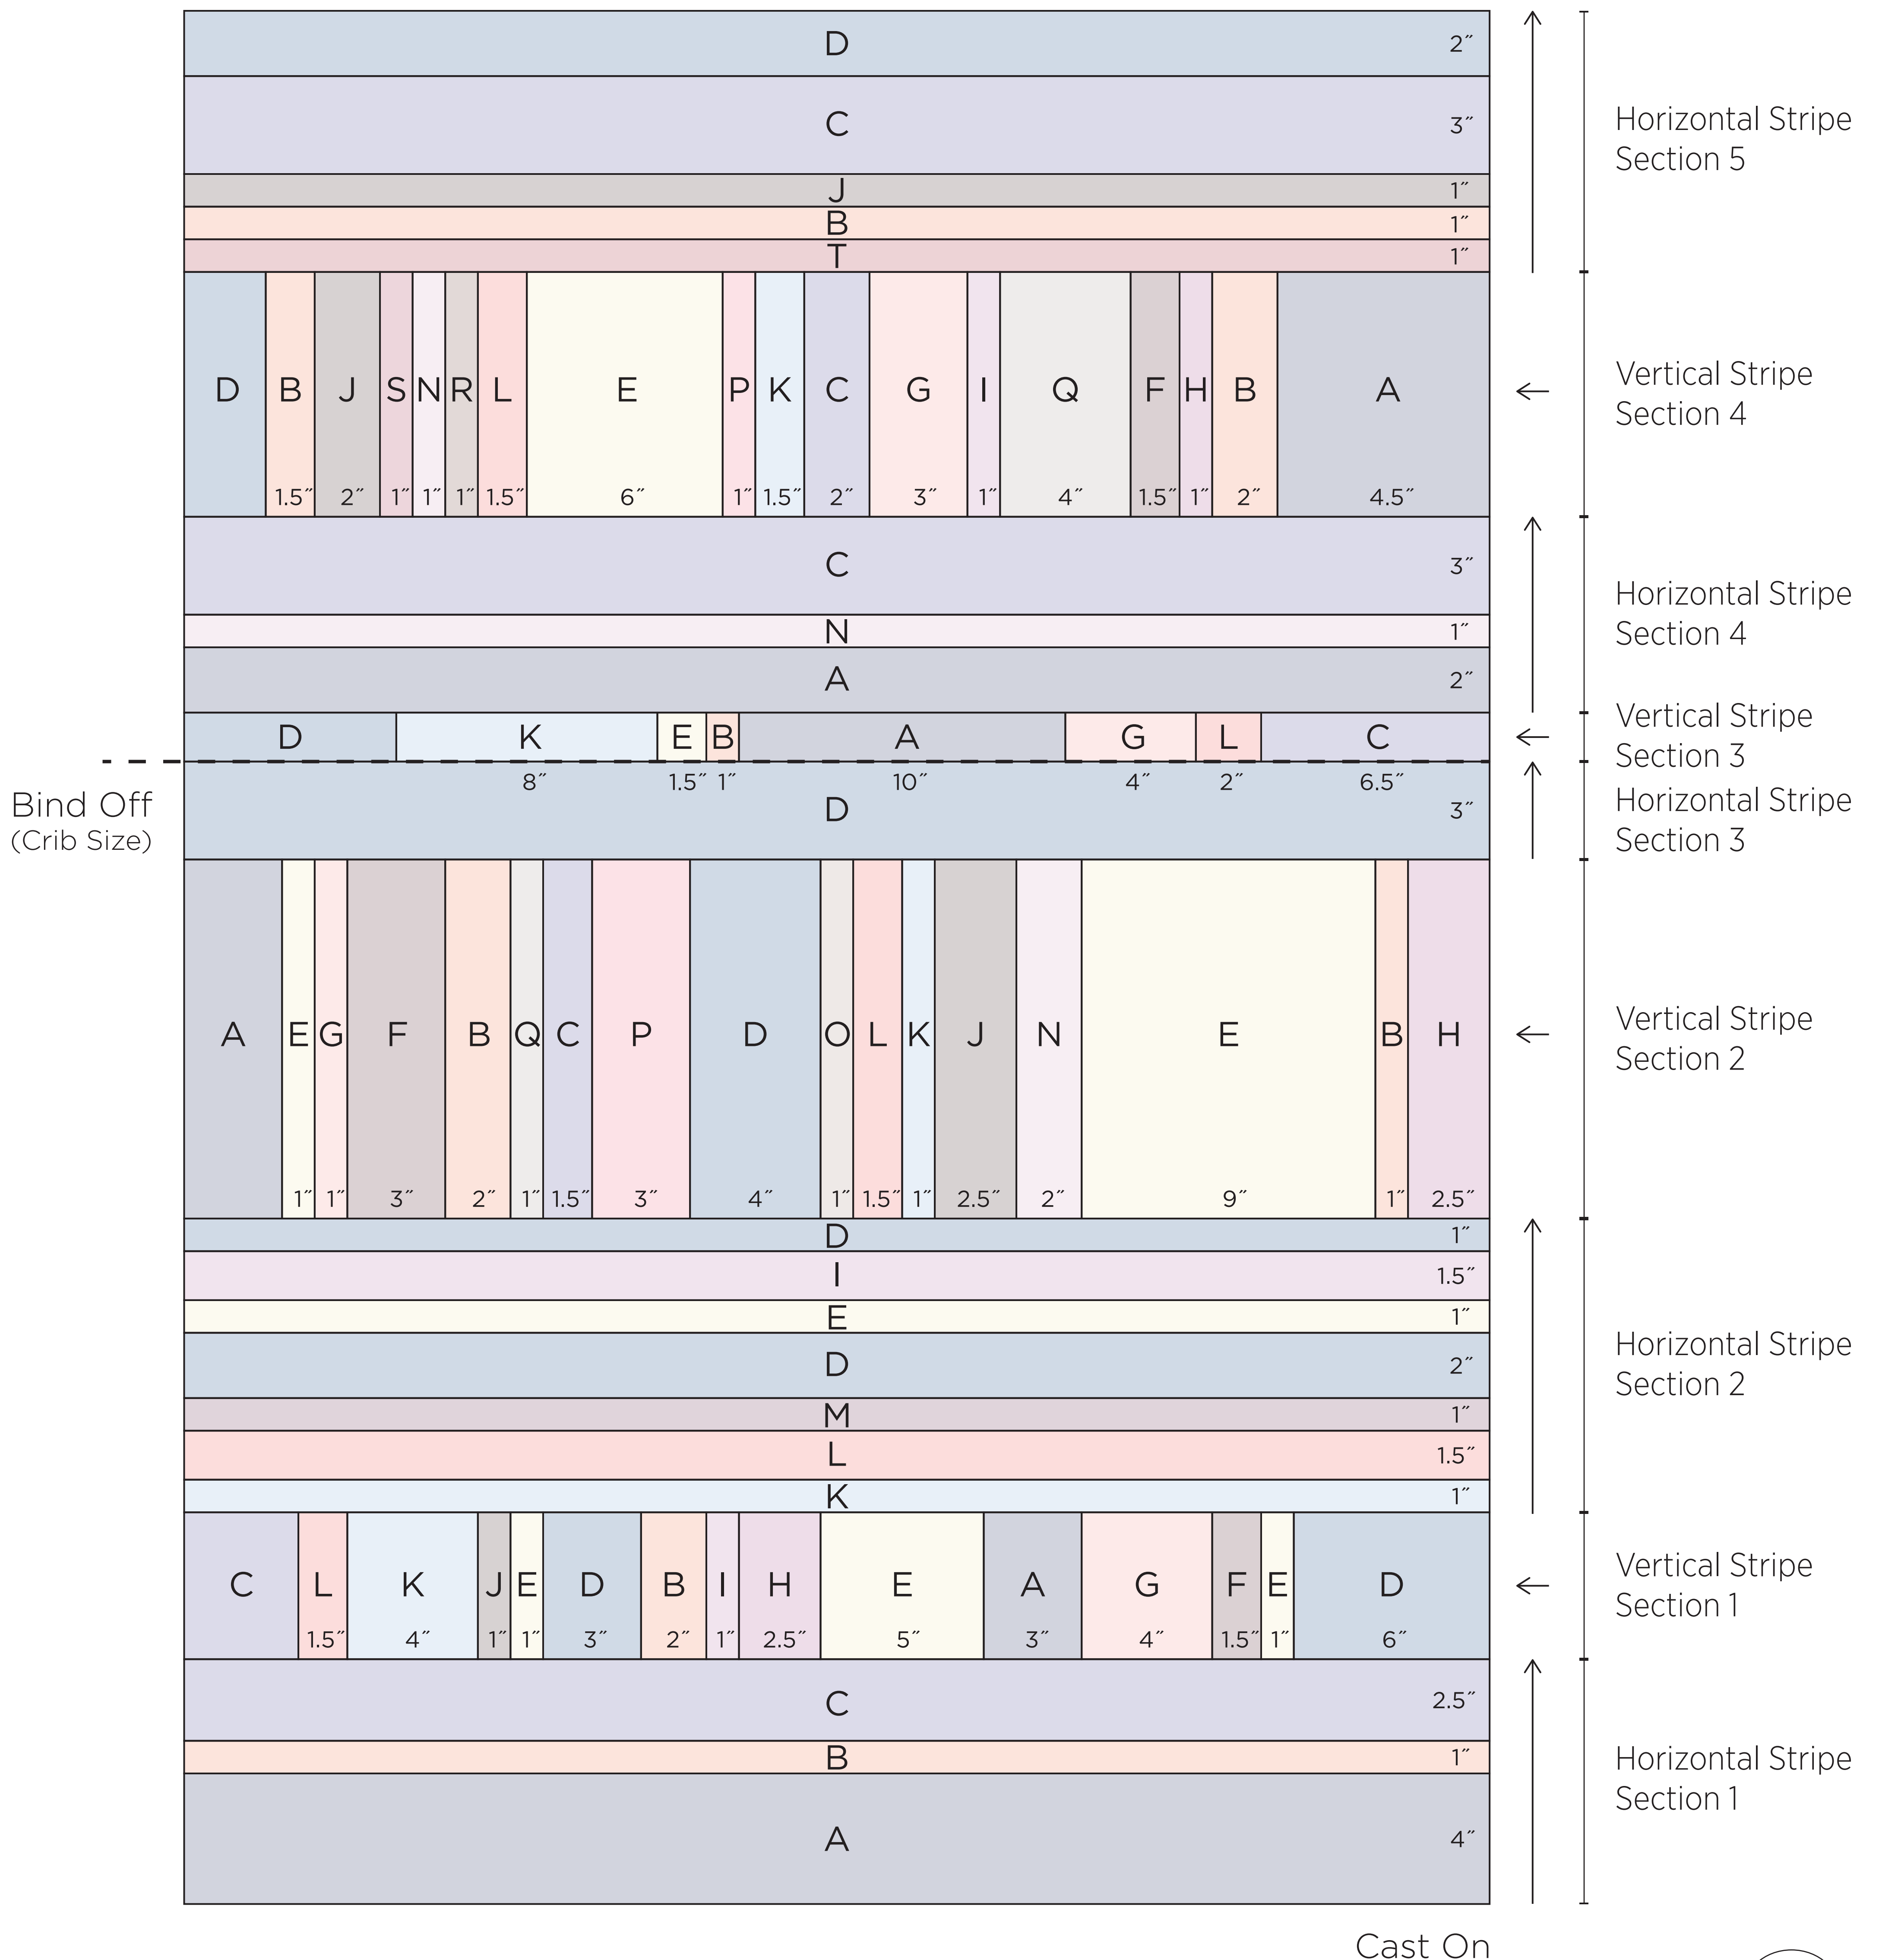 D 2″
C 3″
J 1″
B 1″
T 1″
Horizontal Stripe
Section 5
D B J S N R L E P K C G I Q F H B A
1.5″ 2″ 1″ 1″ 1″ 1.5″ 6″ 1″ 1.5″ 2″ 3″ 1″ 4″ 1.5″ 1″ 2″ 4.5″
Vertical Stripe
Section 4
C 3″
N 1″
A 2″
Horizontal Stripe
Section 4
D K E B A G L C
Vertical Stripe
Section 3
8″ 1.5″ 1″ 10″ 4″ 2″ 6.5″
D 3″
Bind Off
(Crib Size)
Horizontal Stripe
Section 3
A E G F B Q C P D O L K J N E B H
1″ 1″ 3″ 2″ 1″ 1.5″ 3″ 4″ 1″ 1.5″ 1″ 2.5″ 2″ 9″ 1″ 2.5″
Vertical Stripe
Section 2
D 1″
I 1.5″
E 1″
D 2″
M 1″
L 1.5″
K 1″
Horizontal Stripe
Section 2
C L K J E D B I H E A G F E D
1.5″ 4″ 1″ 1″ 3″ 2″ 1″ 2.5″ 5″ 3″ 4″ 1.5″ 1″ 6″
Vertical Stripe
Section 1
C 2.5″
B 1″
A 4″
Horizontal Stripe
Section 1
Cast On